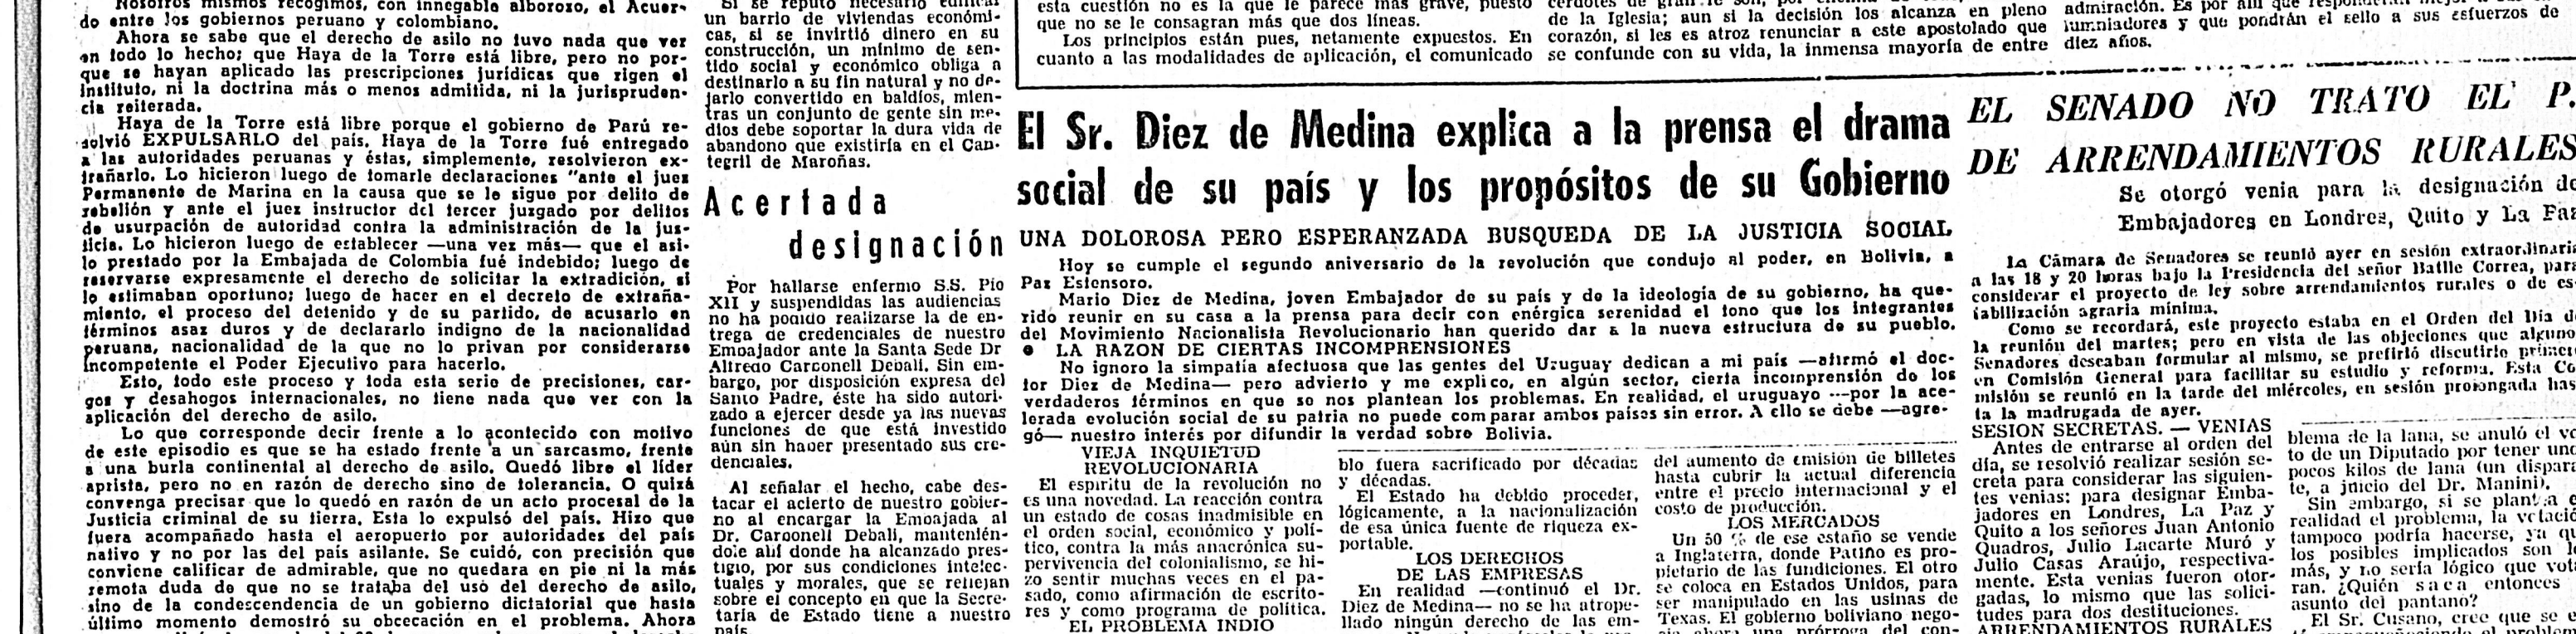 Nosotros mismos recogimos, con innegable alborozo, el Acuer-
do entre los gobiernos peruano y colombiano.
Ahora se sabe que el derecho de asilo no tuvo nada que ver
en todo lo hecho; que Haya de la Torre está libre, pero no por-
que se hayan aplicado las prescripciones jurídicas que rigen el
instituto, ni la doctrina más o menos admitida, ni la jurispruden-
cia reiterada.
Haya de la Torre está libre porque el gobierno de Parú re-
solvió EXPULSARLO del país. Haya de la Torre fué entregado
a las autoridades peruanas y éstas, simplemente, resolvieron ex-
trañarlo. Lo hicieron luego de tomarle declaraciones "ante el juez
Permanente de Marina en la causa que se le sigue por delito de
rebelión y ante el juez instructor del tercer juzgado por delitos
de usurpación de autoridad contra la administración de la jus-
ticia. Lo hicieron luego de establecer —una vez más— que el asi-
lo prestado por la Embajada de Colombia fué indebido; luego de
reservarse expresamente el derecho de solicitar la extradición, si
lo estimaban oportuno; luego de hacer en el decreto de extraña-
miento, el proceso del detenido y de su partido, de acusarlo en
términos asaz duros y de declararlo indigno de la nacionalidad
peruana, nacionalidad de la que no lo privan por considerarse
incompetente el Poder Ejecutivo para hacerlo.
Esto, todo este proceso y toda esta serie de precisiones, car-
gos y desahogos internacionales, no tiene nada que ver con la
aplicación del derecho de asilo.
Lo que corresponde decir frente a lo acontecido con motivo
de este episodio es que se ha estado frente a un sarcasmo, frente
a una burla continental al derecho de asilo. Quedó libre el líder
aprista, pero no en razón de derecho sino de tolerancia. O quizá
convenga precisar que lo quedó en razón de un acto procesal de la
Justicia criminal de su tierra. Esta lo expulsó del país. Hizo que
fuera acompañado hasta el aeropuerto por autoridades del país
nativo y no por las del país asilante. Se cuidó, con precisión que
conviene calificar de admirable, que no quedara en pie ni la más
remota duda de que no se trataba del uso del derecho de asilo,
sino de la condescendencia de un gobierno dictatorial que hasta
último momento demostró su obcecación en el problema. Ahora
Si se reputó necesario edificar
un barrio de viviendas económi-
cas, si se invirtió dinero en su
construcción, un mínimo de sen-
tido social y económico obliga a
destinarlo a su fin natural y no de-
jarlo convertido en baldíos, mien-
tras un conjunto de gente sin me-
dios debe soportar la dura vida de
abandono que existiría en el Can-
tegril de Maroñas.
Acertada
designación
Por hallarse enfermo S.S. Pío
XII y suspendidas las audiencias
no ha podido realizarse la de en-
trega de credenciales de nuestro
Embajador ante la Santa Sede Dr
Alfredo Carbonell Debali. Sin em-
bargo, por disposición expresa del
Santo Padre, éste ha sido autori-
zado a ejercer desde ya las nuevas
funciones de que está investido
aún sin haber presentado sus cre-
denciales.
Al señalar el hecho, cabe des-
tacar el acierto de nuestro gobier-
no al encargar la Embajada al
Dr. Carbonell Debali, mantenién-
dole ahí donde ha alcanzado pres-
tigio, por sus condiciones intelec-
tuales y morales, que se reflejan
sobre el concepto en que la Secre-
taría de Estado tiene a nuestro
país.
esta cuestión no es la que le parece más grave, puesto
que no se le consagran más que dos líneas.
Los principios están pues, netamente expuestos. En
cuanto a las modalidades de aplicación, el comunicado
de la Iglesia; aun si la decisión los alcanza en pleno
corazón, si les es atroz renunciar a este apostolado que
se confunde con su vida, la inmensa mayoría de entre
admiración. Es por ahí que
y que pondrán el sello a sus esfuerzos de
diez años.
El Sr. Diez de Medina explica a la prensa el drama
social de su país y los propósitos de su Gobierno
UNA DOLOROSA PERO ESPERANZADA BUSQUEDA DE LA JUSTICIA SOCIAL
Hoy se cumple el segundo aniversario de la revolución que condujo al poder, en Bolivia, a
Paz Estensoro.
Mario Diez de Medina, joven Embajador de su país y de la ideología de su gobierno, ha que-
rido reunir en su casa a la prensa para decir con enérgica serenidad el tono que los integrantes
del Movimiento Nacionalista Revolucionario han querido dar a la nueva estructura de su pueblo.
● LA RAZON DE CIERTAS INCOMPRENSIONES
No ignoro la simpatía afectuosa que las gentes del Uruguay dedican a mi país —afirmó el doc-
tor Diez de Medina— pero advierto y me explico, en algún sector, cierta incomprensión de los
verdaderos términos en que se nos plantean los problemas. En realidad, el uruguayo —por la ace-
lerada evolución social de su patria no puede comparar ambos países sin error. A ello se debe —agre-
gó— nuestro interés por difundir la verdad sobre Bolivia.
VIEJA INQUIETUD
REVOLUCIONARIA
El espíritu de la revolución no
es una novedad. La reacción contra
un estado de cosas inadmisible en
el orden social, económico y polí-
tico, contra la más anacrónica su-
pervivencia del colonialismo, se hi-
zo sentir muchas veces en el pa-
sado, como afirmación de escrito-
res y como programa de política.
EL PROBLEMA INDIO
blo fuera sacrificado por décadas
y décadas.
El Estado ha debido proceder,
lógicamente, a la nacionalización
de esa única fuente de riqueza ex-
portable.
LOS DERECHOS
DE LAS EMPRESAS
En realidad —continuó el Dr.
Diez de Medina— no se ha atrope-
llado ningún derecho de las em-
del aumento de emisión de billetes
hasta cubrir la actual diferencia
entre el precio internacional y el
costo de producción.
LOS MERCADOS
Un 50 % de ese estaño se vende
a Inglaterra, donde Patiño es pro-
pietario de las fundiciones. El otro
se coloca en Estados Unidos, para
ser manipulado en las usinas de
Texas. El gobierno boliviano nego-
cia ahora una prórroga del con-
EL SENADO NO TRATO EL P.
DE ARRENDAMIENTOS RURALES
Se otorgó venia para la designación de
Embajadores en Londres, Quito y La Paz
La Cámara de Senadores se reunió ayer en sesión extraordinaria
a las 18 y 20 horas bajo la Presidencia del señor Batlle Correa, para
considerar el proyecto de ley sobre arrendamientos rurales o de es-
tabilización agraria mínima.
Como se recordará, este proyecto estaba en el Orden del Día de
la reunión del martes; pero en vista de las objeciones que alguno
Senadores deseaban formular al mismo, se prefirió discutirlo primero
en Comisión General para facilitar su estudio y reforma. Esta Co
misión se reunió en la tarde del miércoles, en sesión prolongada has
ta la madrugada de ayer.
SESION SECRETAS. — VENIAS
Antes de entrarse al orden del
día, se resolvió realizar sesión se-
creta para considerar las siguien-
tes venias: para designar Emba-
jadores en Londres, La Paz y
Quito a los señores Juan Antonio
Quadros, Julio Lacarte Muró y
Julio Casas Araújo, respectiva-
mente. Esta venias fueron otor-
gadas, lo mismo que las solici-
tudes para dos destituciones.
ARRENDAMIENTOS RURALES
blema de la lana, se anuló el vo
to de un Diputado por tener uno
pocos kilos de lana (un dispara
te, a juicio del Dr. Manini).
Sin embargo, si se plantea e
realidad el problema, la votació
tampoco podría hacerse, ya qu
los posibles implicados son l
más, y no sería lógico que vot
ran. ¿Quién saca entonces
asunto del pantano?
El Sr. Cusano, cree que se